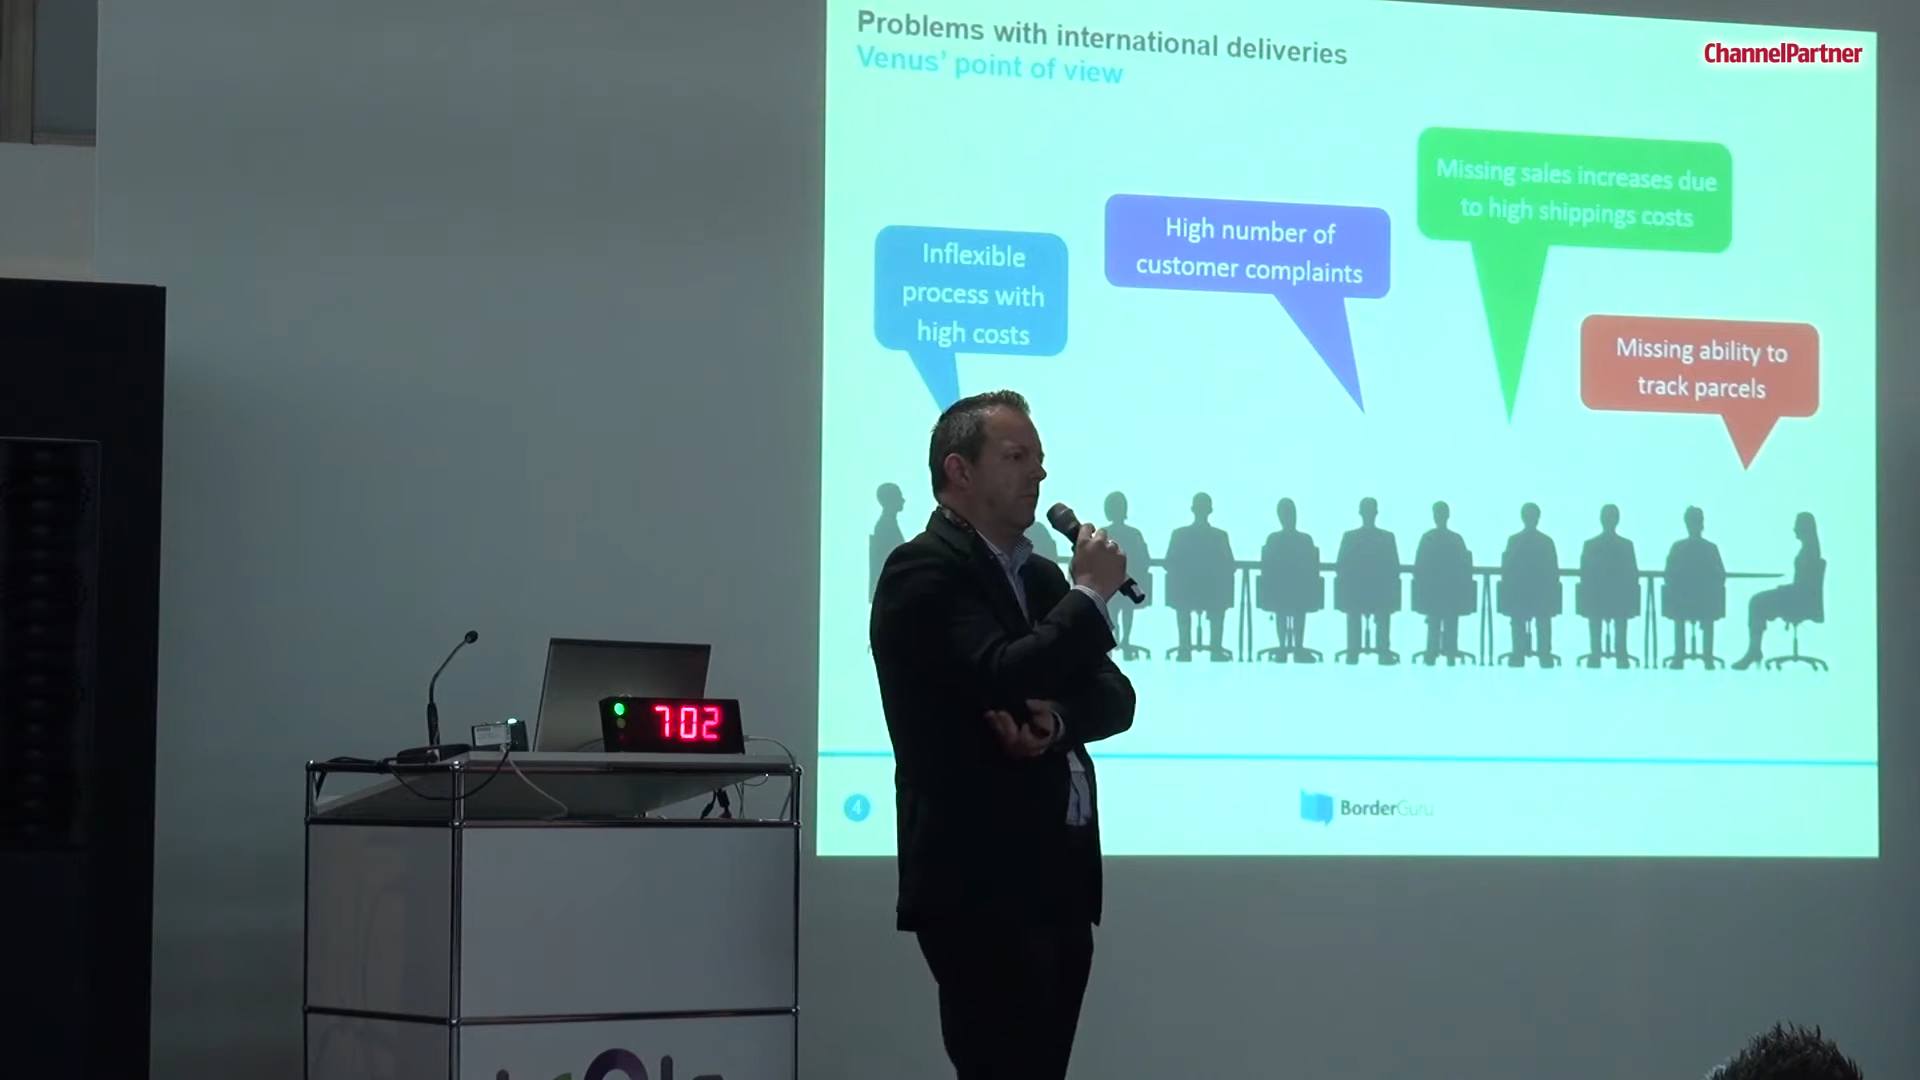 Problems with international deliveries
Venus' point of view
ChannelPartner
Missing sales increases due
to high shippings costs
High number of
customer complaints
Inflexible
process with
high costs
Missing ability to
track parcels
702
4
BorderGuru